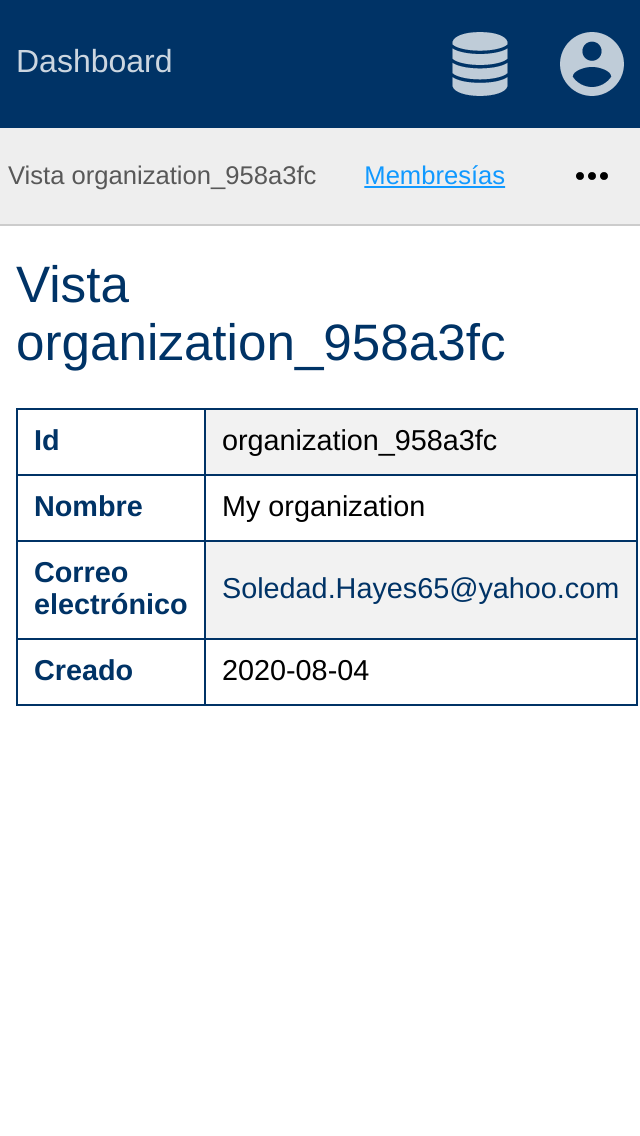 Dashboard
Vista organization_958a3fc Membresías
Vista
organization_958a3fc
Id organization_958a3fc
Nombre My organization
Correo
electrónico Soledad.Hayes65@yahoo.com
Creado 2020-08-04